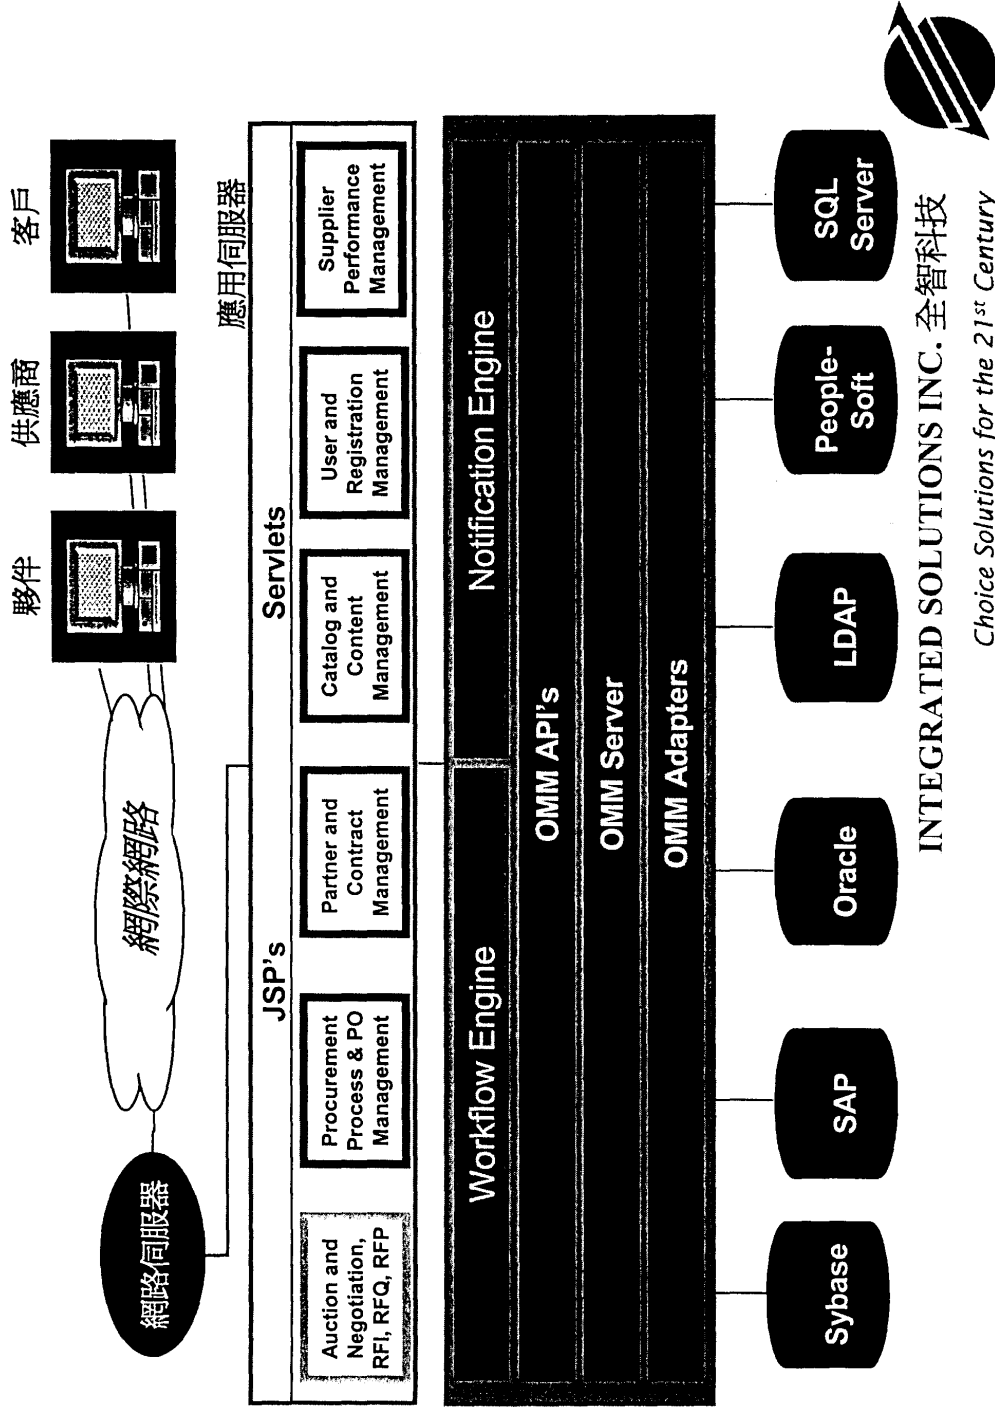 夥伴
供應商
客戶
網際網路
網路伺服器
應用伺服器
JSP's
Servlets
Auction and
Negotiation,
RFI, RFQ, RFP
Procurement
Process & PO
Management
Partner and
Contract
Management
Catalog and
Content
Management
User and
Registration
Management
Supplier
Performance
Management
Workflow Engine
Notification Engine
OMM API's
OMM Server
OMM Adapters
Sybase
SAP
Oracle
LDAP
People-
Soft
SQL
Server
INTEGRATED SOLUTIONS INC. 全智科技
Choice Solutions for the 21st Century